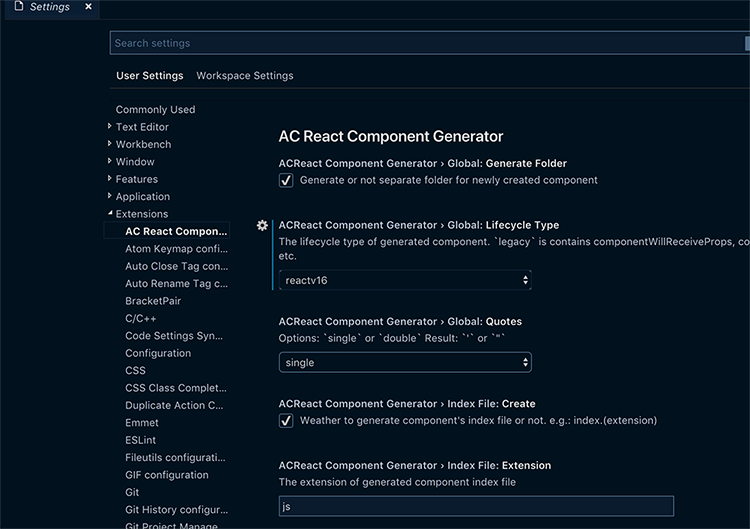 Settings
Search settings
User Settings Workspace Settings
Commonly Used
Text Editor
Workbench
Window
Features
Application
Extensions
AC React Compon...
Atom Keymap confi...
Auto Close Tag con...
Auto Rename Tag c...
BracketPair
C/C++
Code Settings Syn...
Configuration
CSS
CSS Class Complet...
Duplicate Action C...
Emmet
ESLint
Fileutils configurati...
GIF configuration
Git
Git History configur...
Git Project Manage
AC React Component Generator
ACReact Component Generator › Global: Generate Folder
Generate or not separate folder for newly created component
ACReact Component Generator › Global: Lifecycle Type
The lifecycle type of generated component. `legacy` is contains componentWillReceiveProps, co
etc.
reactv16
ACReact Component Generator › Global: Quotes
Options: `single` or `double` Result: `'` or `"`
single
ACReact Component Generator › Index File: Create
Weather to generate component's index file or not. e.g.: index.(extension)
ACReact Component Generator › Index File: Extension
The extension of generated component index file
js